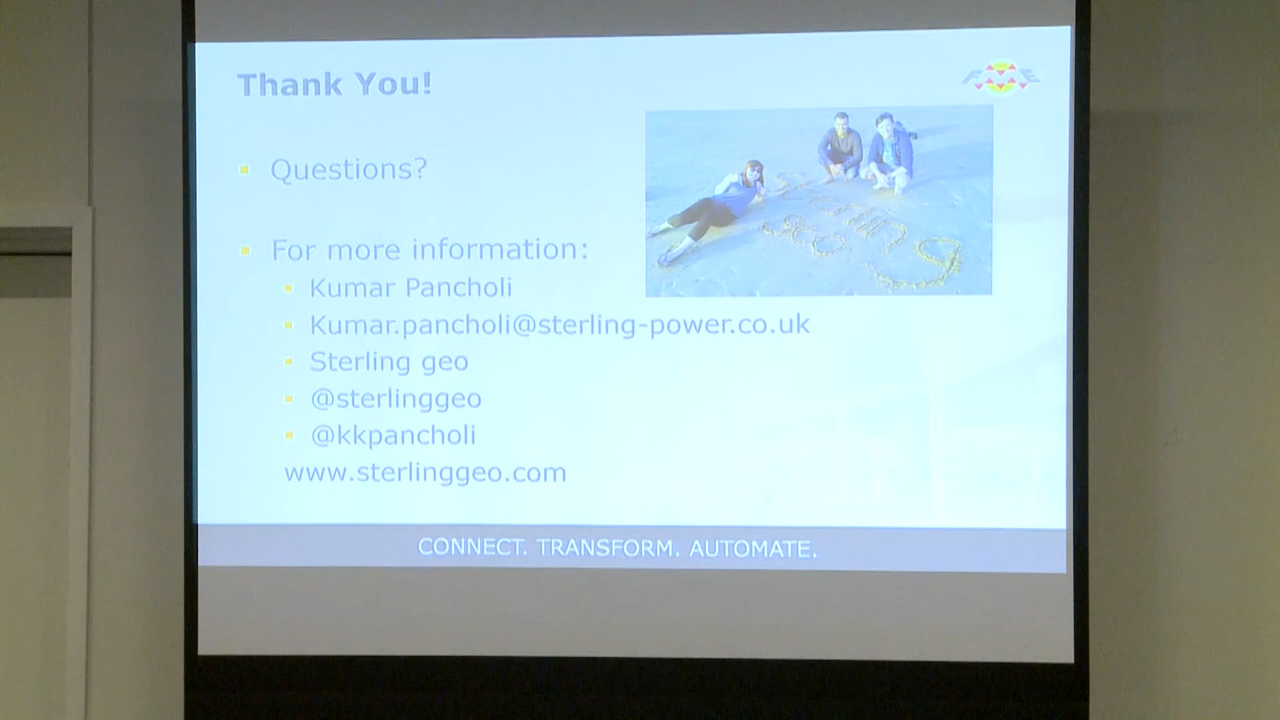 Thank You!
FME
Questions?
For more information:
Kumar Pancholi
Kumar.pancholi@sterling-power.co.uk
Sterling geo
@sterlinggeo
@kkpancholi
www.sterlinggeo.com
CONNECT. TRANSFORM. AUTOMATE.